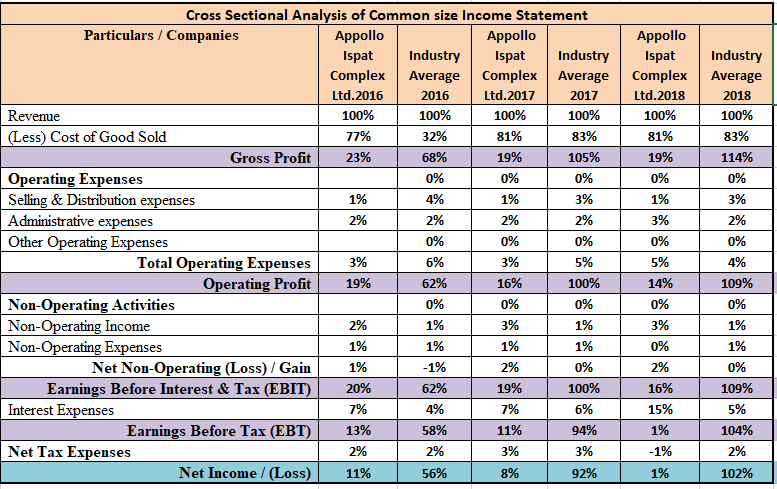 Cross Sectional Analysis of Common size Income Statement
Particulars / Companies | Appollo Ispat Complex Ltd.2016 | Industry Average 2016 | Appollo Ispat Complex Ltd.2017 | Industry Average 2017 | Appollo Ispat Complex Ltd.2018 | Industry Average 2018
Revenue 100% 100% 100% 100% 100% 100%
(Less) Cost of Good Sold 77% 32% 81% 83% 81% 83%
Gross Profit 23% 68% 19% 105% 19% 114%
Operating Expenses 0% 0% 0% 0% 0%
Selling & Distribution expenses 1% 4% 1% 3% 1% 3%
Administrative expenses 2% 2% 2% 2% 3% 2%
Other Operating Expenses 0% 0% 0% 0% 0%
Total Operating Expenses 3% 6% 3% 5% 5% 4%
Operating Profit 19% 62% 16% 100% 14% 109%
Non-Operating Activities 0% 0% 0% 0% 0%
Non-Operating Income 2% 1% 3% 1% 3% 1%
Non-Operating Expenses 1% 1% 1% 1% 0% 1%
Net Non-Operating (Loss) / Gain 1% -1% 2% 0% 2% 0%
Earnings Before Interest & Tax (EBIT) 20% 62% 19% 100% 16% 109%
Interest Expenses 7% 4% 7% 6% 15% 5%
Earnings Before Tax (EBT) 13% 58% 11% 94% 1% 104%
Net Tax Expenses 2% 2% 3% 3% -1% 2%
Net Income / (Loss) 11% 56% 8% 92% 1% 102%